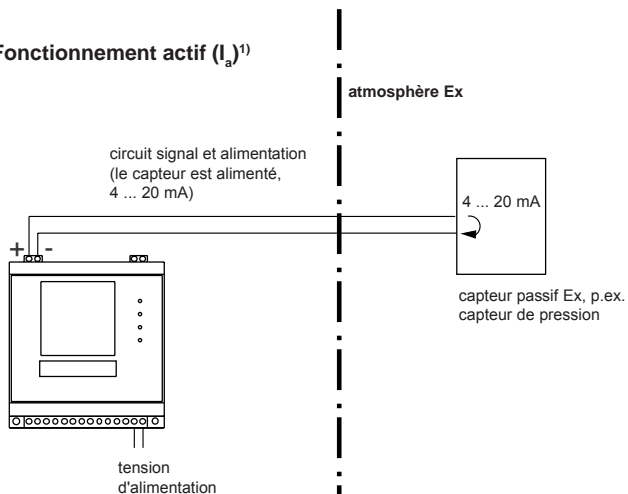 Fonctionnement actif (Iₐ)¹⁾
atmosphère Ex
circuit signal et alimentation
(le capteur est alimenté,
4 ... 20 mA)
4 ... 20 mA
+ -
capteur passif Ex, p.ex.
capteur de pression
tension
d'alimentation